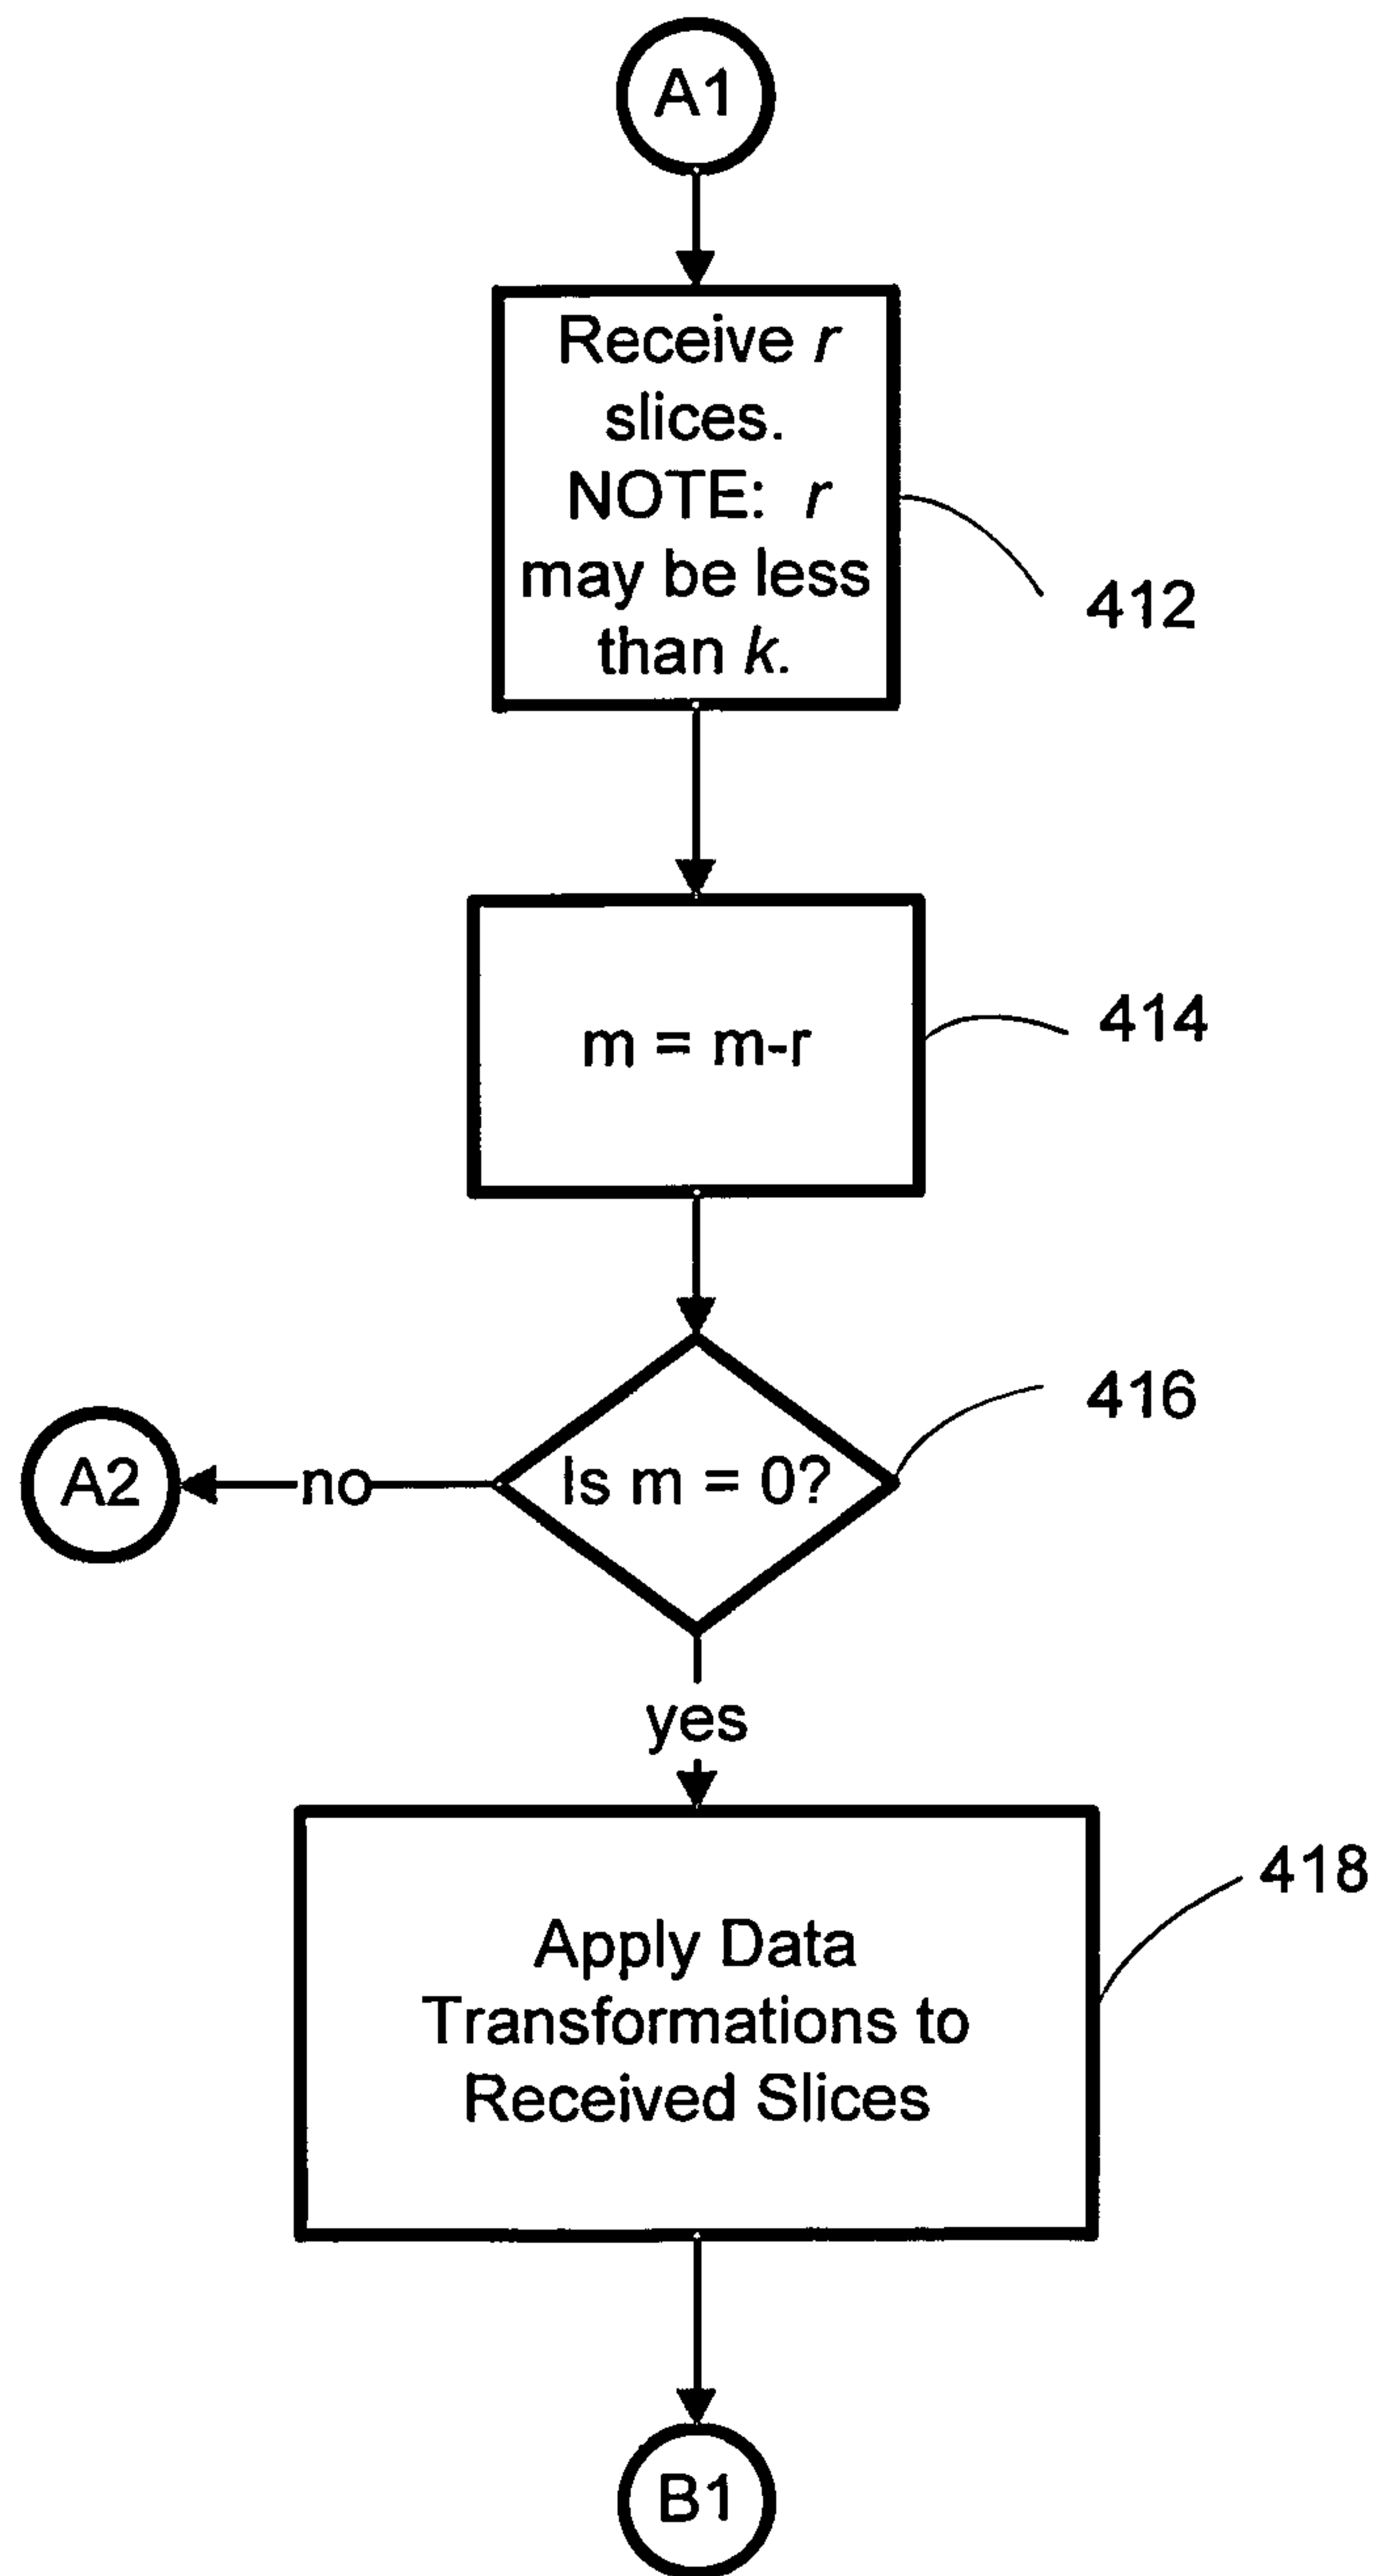 A1
Receive r
slices.
NOTE: r
may be less
than k.
412
m = m-r
414
416
Is m = 0?
no
A2
yes
418
Apply Data
Transformations to
Received Slices
B1